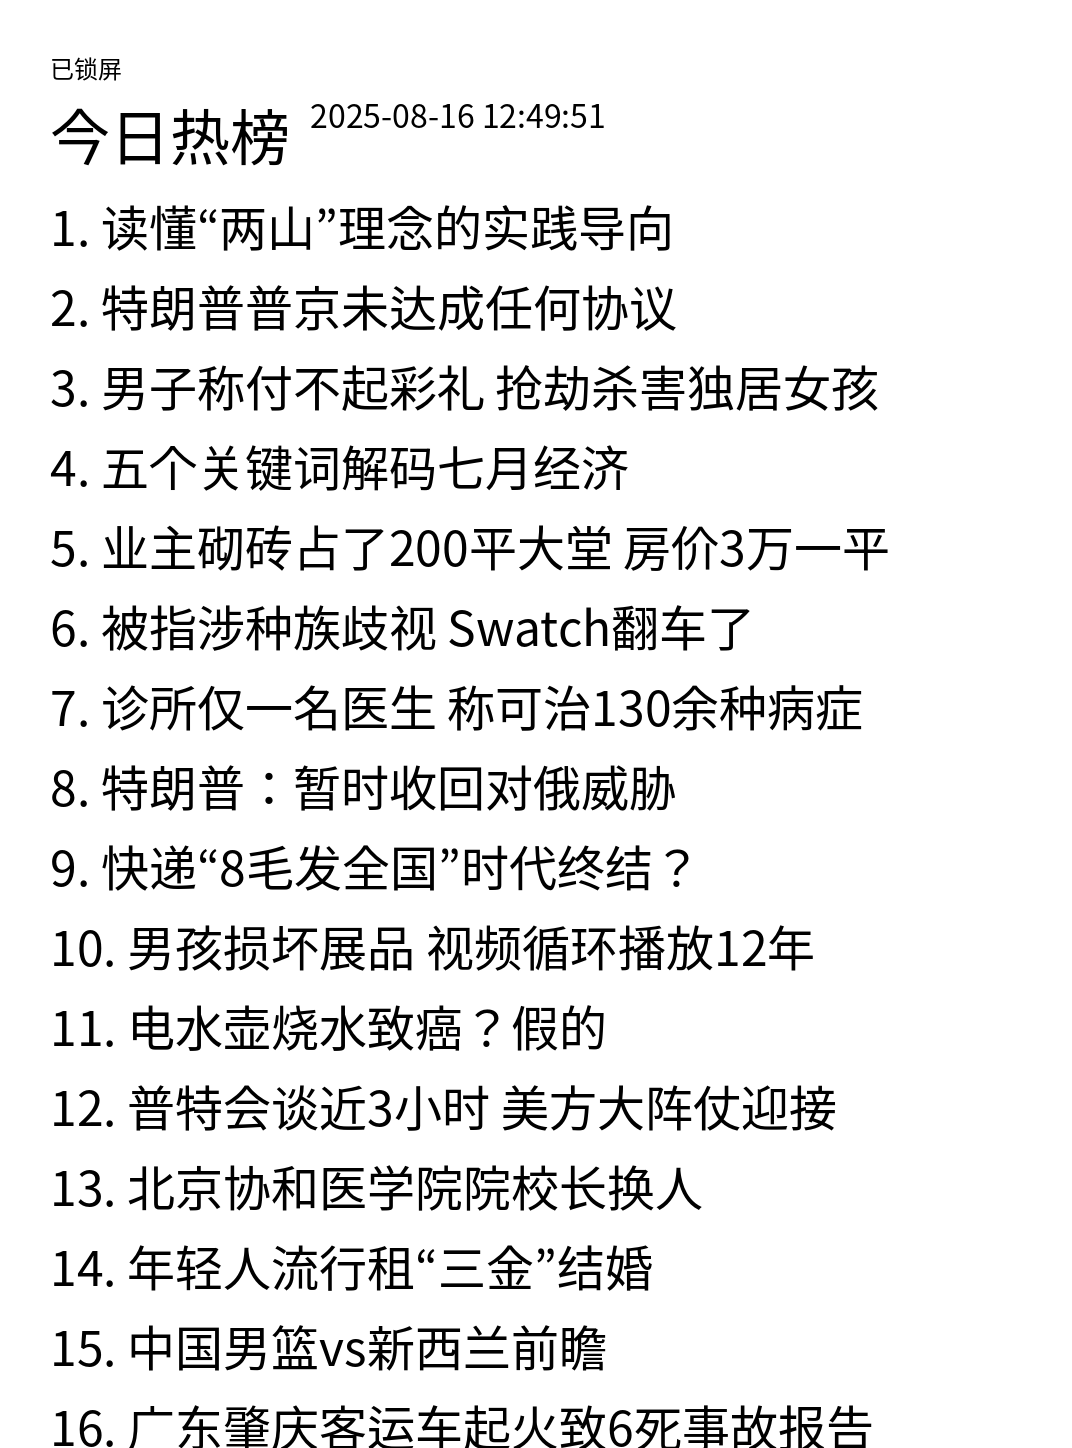 已锁屏
今日热榜 2025-08-16 12:49:51
1. 读懂“两山”理念的实践导向
2. 特朗普普京未达成任何协议
3. 男子称付不起彩礼 抢劫杀害独居女孩
4. 五个关键词解码七月经济
5. 业主砌砖占了200平大堂 房价3万一平
6. 被指涉种族歧视 Swatch翻车了
7. 诊所仅一名医生 称可治130余种病症
8. 特朗普：暂时收回对俄威胁
9. 快递“8毛发全国”时代终结？
10. 男孩损坏展品 视频循环播放12年
11. 电水壶烧水致癌？假的
12. 普特会谈近3小时 美方大阵仗迎接
13. 北京协和医学院院校长换人
14. 年轻人流行租“三金”结婚
15. 中国男篮vs新西兰前瞻
16. 广东肇庆客运车起火致6死事故报告